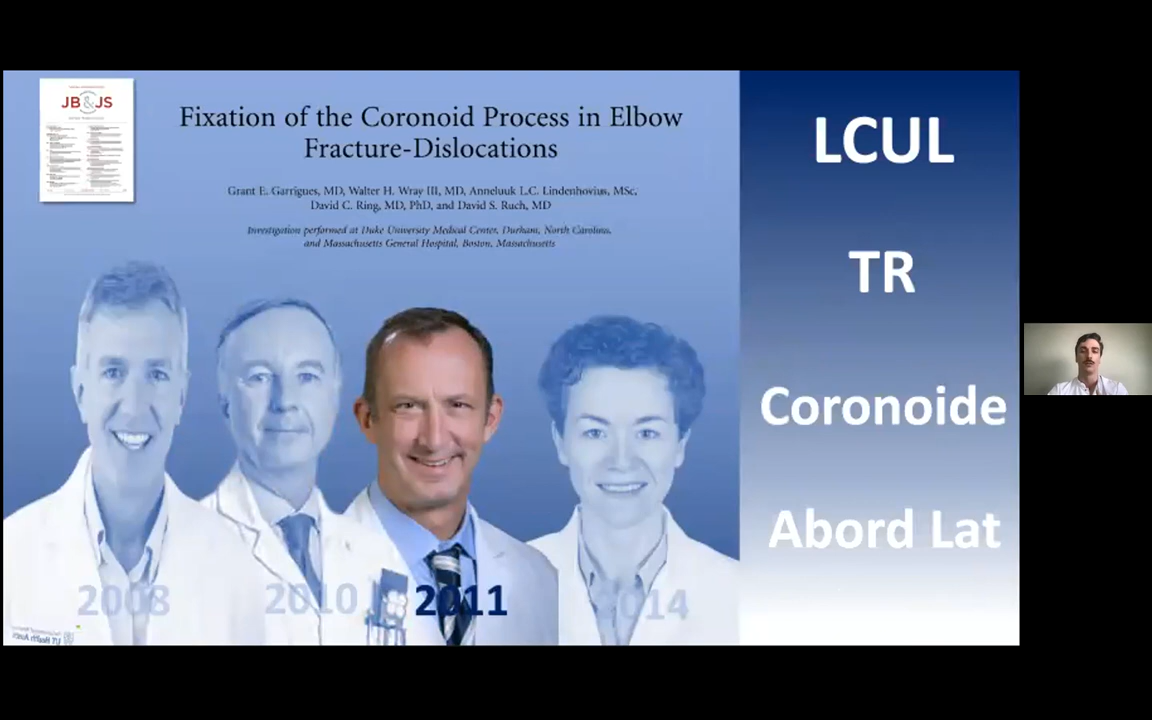 JB&JS
Fixation of the Coronoid Process in Elbow
Fracture-Dislocations
Grant E. Garrigues, MD, Walter H. Wray III, MD, Anneluuk L.C. Lindenhovius, MSc,
David C. Ring, MD, PhD, and David S. Ruch, MD
Investigation performed at Duke University Medical Center, Durham, North Carolina,
and Massachusetts General Hospital, Boston, Massachusetts
2008
2010
2011
2014
LCUL
TR
Coronoide
Abord Lat